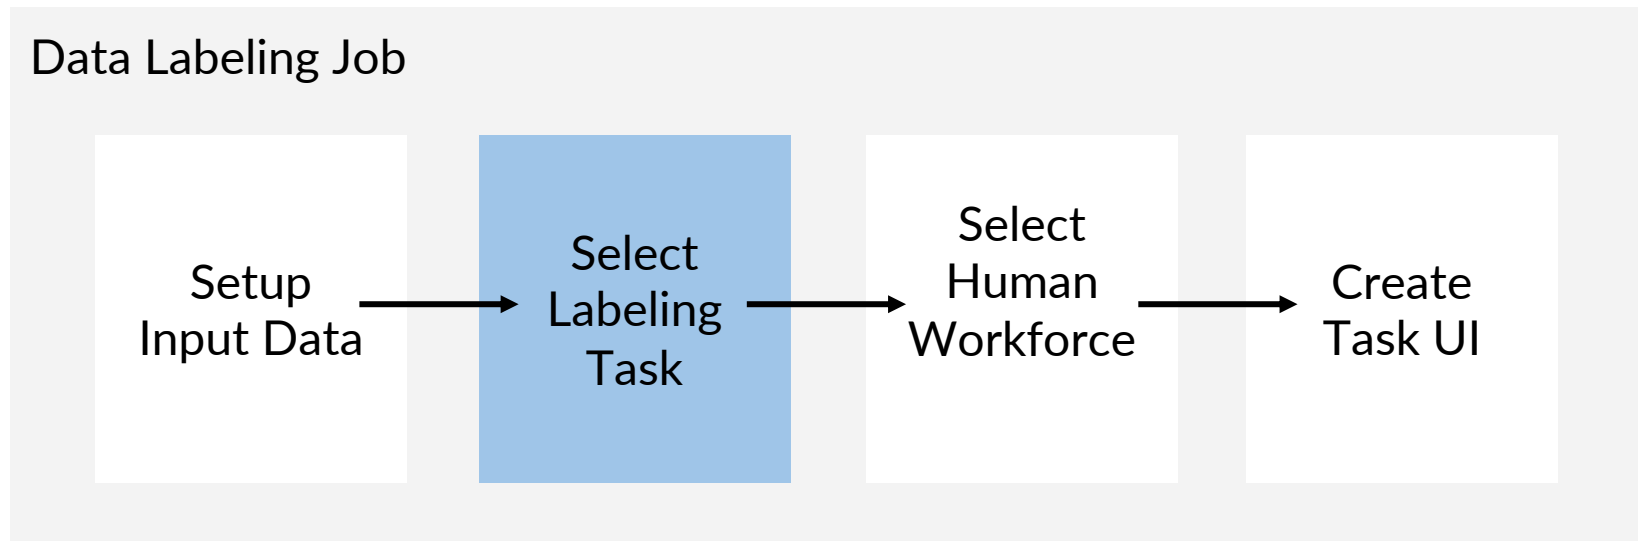 Data Labeling Job
Setup
Input Data
Select
Labeling
Task
Select
Human
Workforce
Create
Task UI